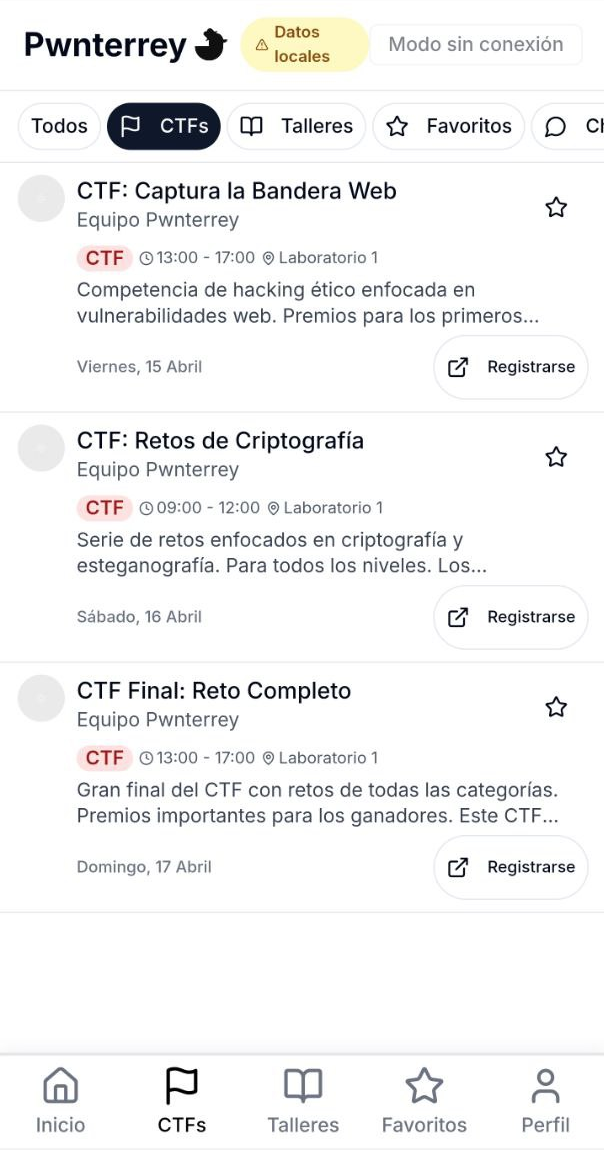 Pwnterrey
Datos
locales
Modo sin conexión
Todos
CTFs
Talleres
Favoritos
CTF: Captura la Bandera Web
Equipo Pwnterrey
CTF 13:00 - 17:00 Laboratorio 1
Competencia de hacking ético enfocada en
vulnerabilidades web. Premios para los primeros...
Viernes, 15 Abril
Registrarse
CTF: Retos de Criptografía
Equipo Pwnterrey
CTF 09:00 - 12:00 Laboratorio 1
Serie de retos enfocados en criptografía y
esteganografía. Para todos los niveles. Los...
Sábado, 16 Abril
Registrarse
CTF Final: Reto Completo
Equipo Pwnterrey
CTF 13:00 - 17:00 Laboratorio 1
Gran final del CTF con retos de todas las categorías.
Premios importantes para los ganadores. Este CTF...
Domingo, 17 Abril
Registrarse
Inicio
CTFs
Talleres
Favoritos
Perfil